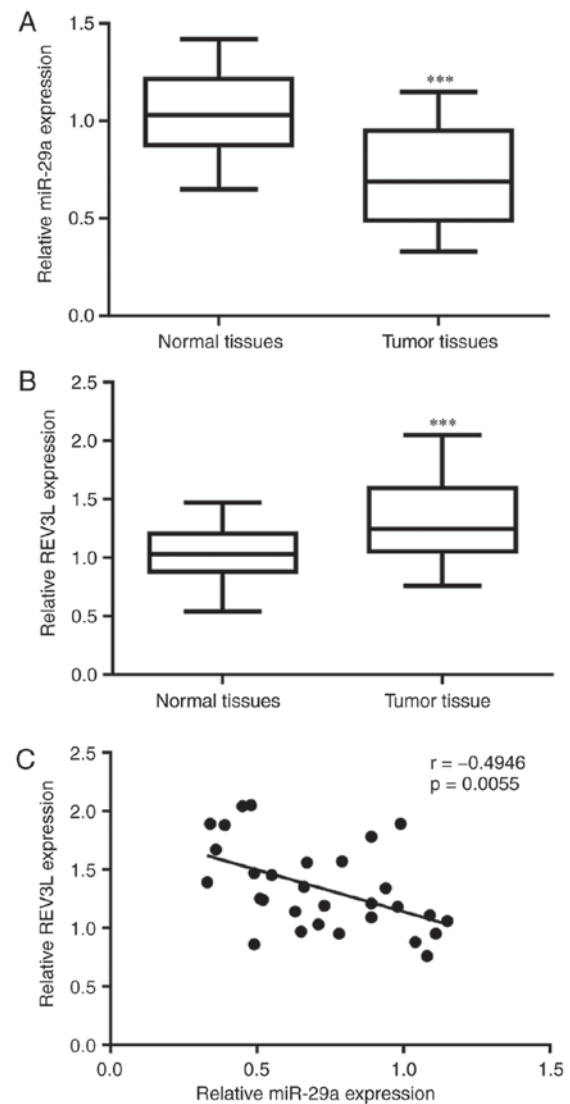 A
Relative miR-29a expression
1.5
1.0
0.5
0.0
***
Normal tissues
Tumor tissues
B
Relative REV3L expression
2.5
2.0
1.5
1.0
0.5
0.0
***
Normal tissues
Tumor tissue
C
Relative REV3L expression
2.5
2.0
1.5
1.0
0.5
0.0
r = −0.4946
p = 0.0055
0.0
0.5
1.0
1.5
Relative miR-29a expression